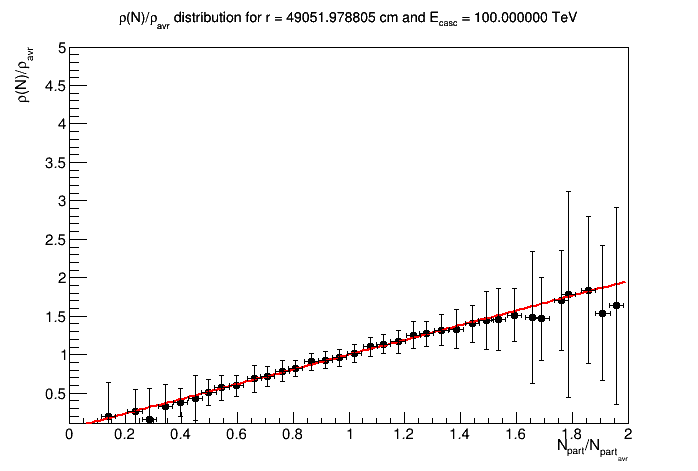 ρ(N)/ρavr distribution for r = 49051.978805 cm and Ecasc = 100.000000 TeV
ρ(N)/ρavr
5
4.5
4
3.5
3
2.5
2
1.5
1
0.5
0 0.2 0.4 0.6 0.8 1 1.2 1.4 1.6 1.8 2
Npart/Npartavr